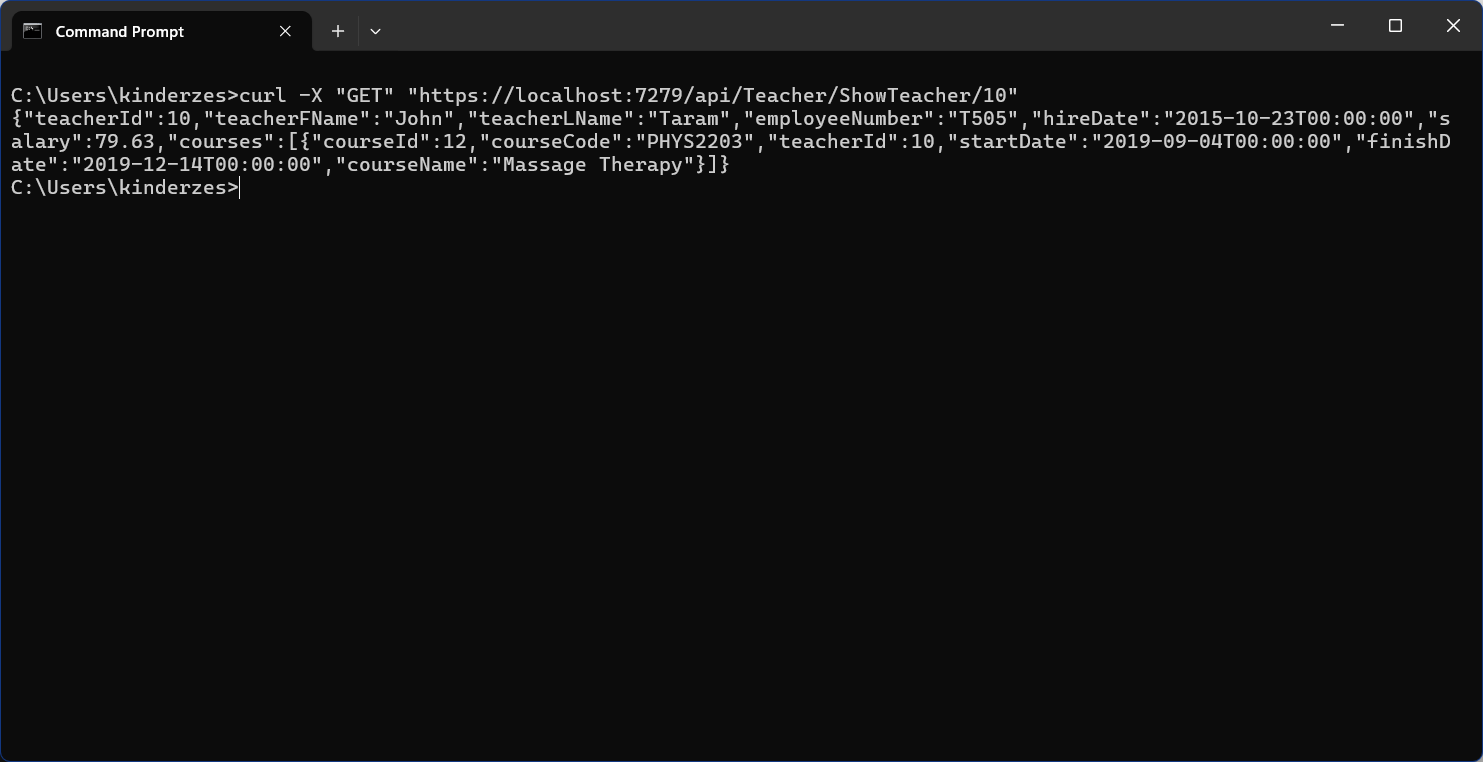 Command Prompt
C:\Users\kinderzes>curl -X "GET" "https://localhost:7279/api/Teacher/ShowTeacher/10"
{"teacherId":10,"teacherFName":"John","teacherLName":"Taram","employeeNumber":"T505","hireDate":"2015-10-23T00:00:00","s
alary":79.63,"courses":[{"courseId":12,"courseCode":"PHYS2203","teacherId":10,"startDate":"2019-09-04T00:00:00","finishD
ate":"2019-12-14T00:00:00","courseName":"Massage Therapy"}]}
C:\Users\kinderzes>